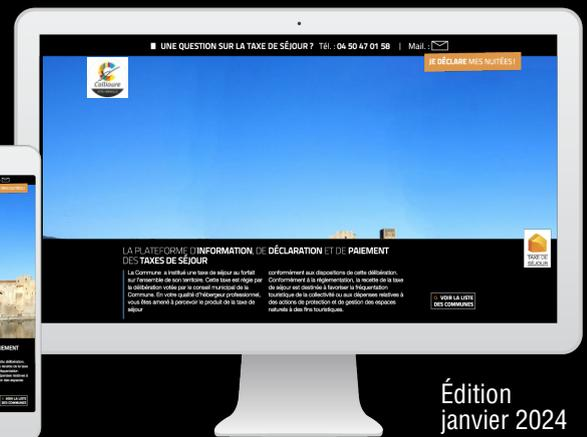 UNE QUESTION SUR LA TAXE DE SÉJOUR ? Tél. : 04 50 47 01 58 | Mail. :
JE DÉCLARE MES NUITÉES !
Collioure
LA PLATEFORME D'INFORMATION, DE DÉCLARATION ET DE PAIEMENT
DES TAXES DE SÉJOUR
La Commune a institué une taxe de séjour au forfait
sur l'ensemble de son territoire. Cette taxe est régie par
la délibération votée par le conseil municipal de la
Commune. En votre qualité d'hébergeur professionnel,
vous êtes amené à percevoir le produit de la taxe de
séjour
conformément aux dispositions de cette délibération.
Conformément à la réglementation, la recette de la taxe
de séjour est destinée à favoriser la fréquentation
touristique de la collectivité ou aux dépenses relatives à
des actions de protection et de gestion des espaces
naturels à des fins touristiques.
TAXE DE
SÉJOUR
VOIR LA LISTE
DES COMMUNES
IEMENT
VOIR LA LISTE
DES COMMUNES
Édition
janvier 2024